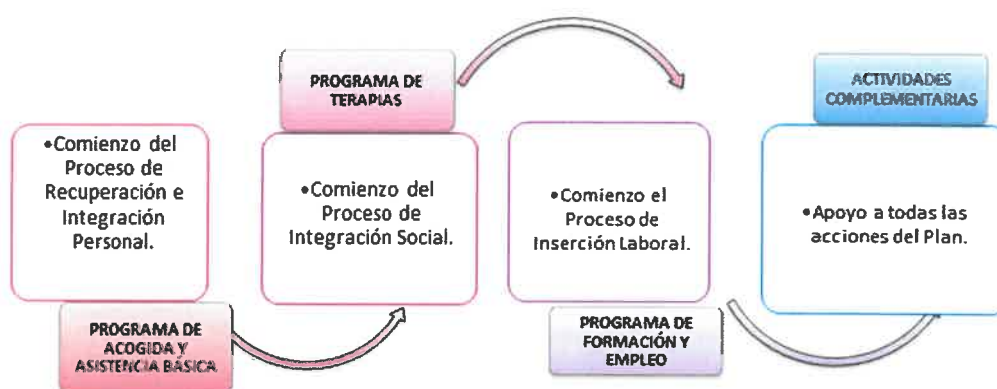 •Comienzo del
Proceso de
Recuperación e
Integración
Personal.
PROGRAMA DE
ACOGIDA Y
ASISTENCIA BÁSICA
PROGRAMA DE
TERAPIAS
•Comienzo del
Proceso de
Integración Social.
•Comienzo el
Proceso de
Inserción Laboral.
PROGRAMA DE
FORMACIÓN Y
EMPLEO
ACTIVIDADES
COMPLEMENTARIAS
•Apoyo a todas las
acciones del Plan.